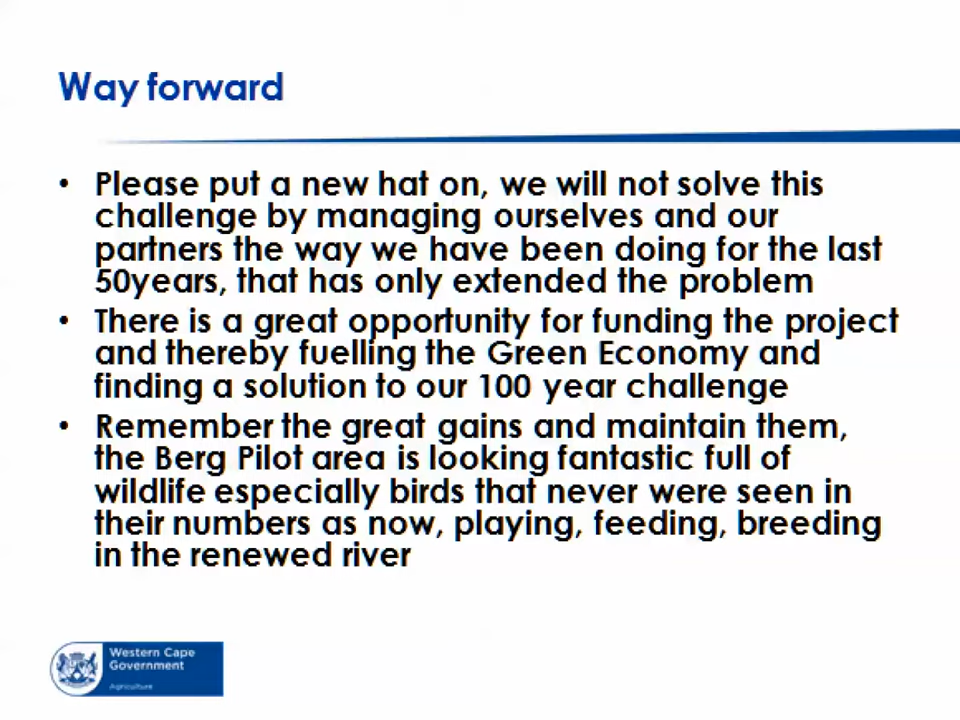 Way forward
• Please put a new hat on, we will not solve this
challenge by managing ourselves and our
partners the way we have been doing for the last
50years, that has only extended the problem
• There is a great opportunity for funding the project
and thereby fuelling the Green Economy and
finding a solution to our 100 year challenge
• Remember the great gains and maintain them,
the Berg Pilot area is looking fantastic full of
wildlife especially birds that never were seen in
their numbers as now, playing, feeding, breeding
in the renewed river
Western Cape
Government
Agriculture